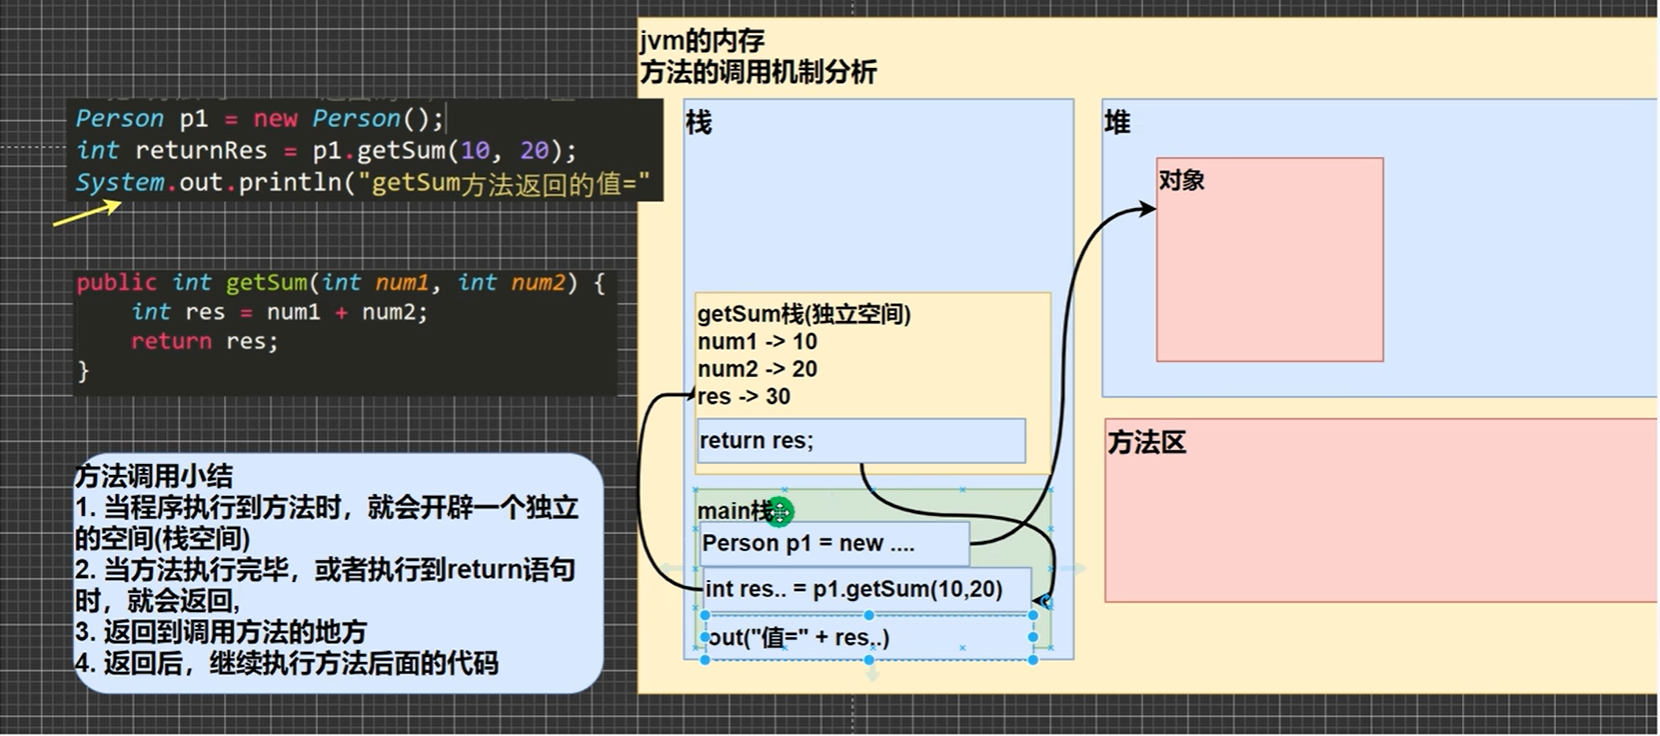 jvm的内存
方法的调用机制分析
Person p1 = new Person();
int returnRes = p1.getSum(10, 20);
System.out.println("getSum方法返回的值="
public int getSum(int num1, int num2) {
int res = num1 + num2;
return res;
}
方法调用小结
1. 当程序执行到方法时，就会开辟一个独立
的空间(栈空间)
2. 当方法执行完毕，或者执行到return语句
时，就会返回,
3. 返回到调用方法的地方
4. 返回后，继续执行方法后面的代码
栈
getSum栈(独立空间)
num1 -> 10
num2 -> 20
res -> 30
return res;
main栈
Person p1 = new ....
int res.. = p1.getSum(10,20)
out("值=" + res..)
堆
对象
方法区